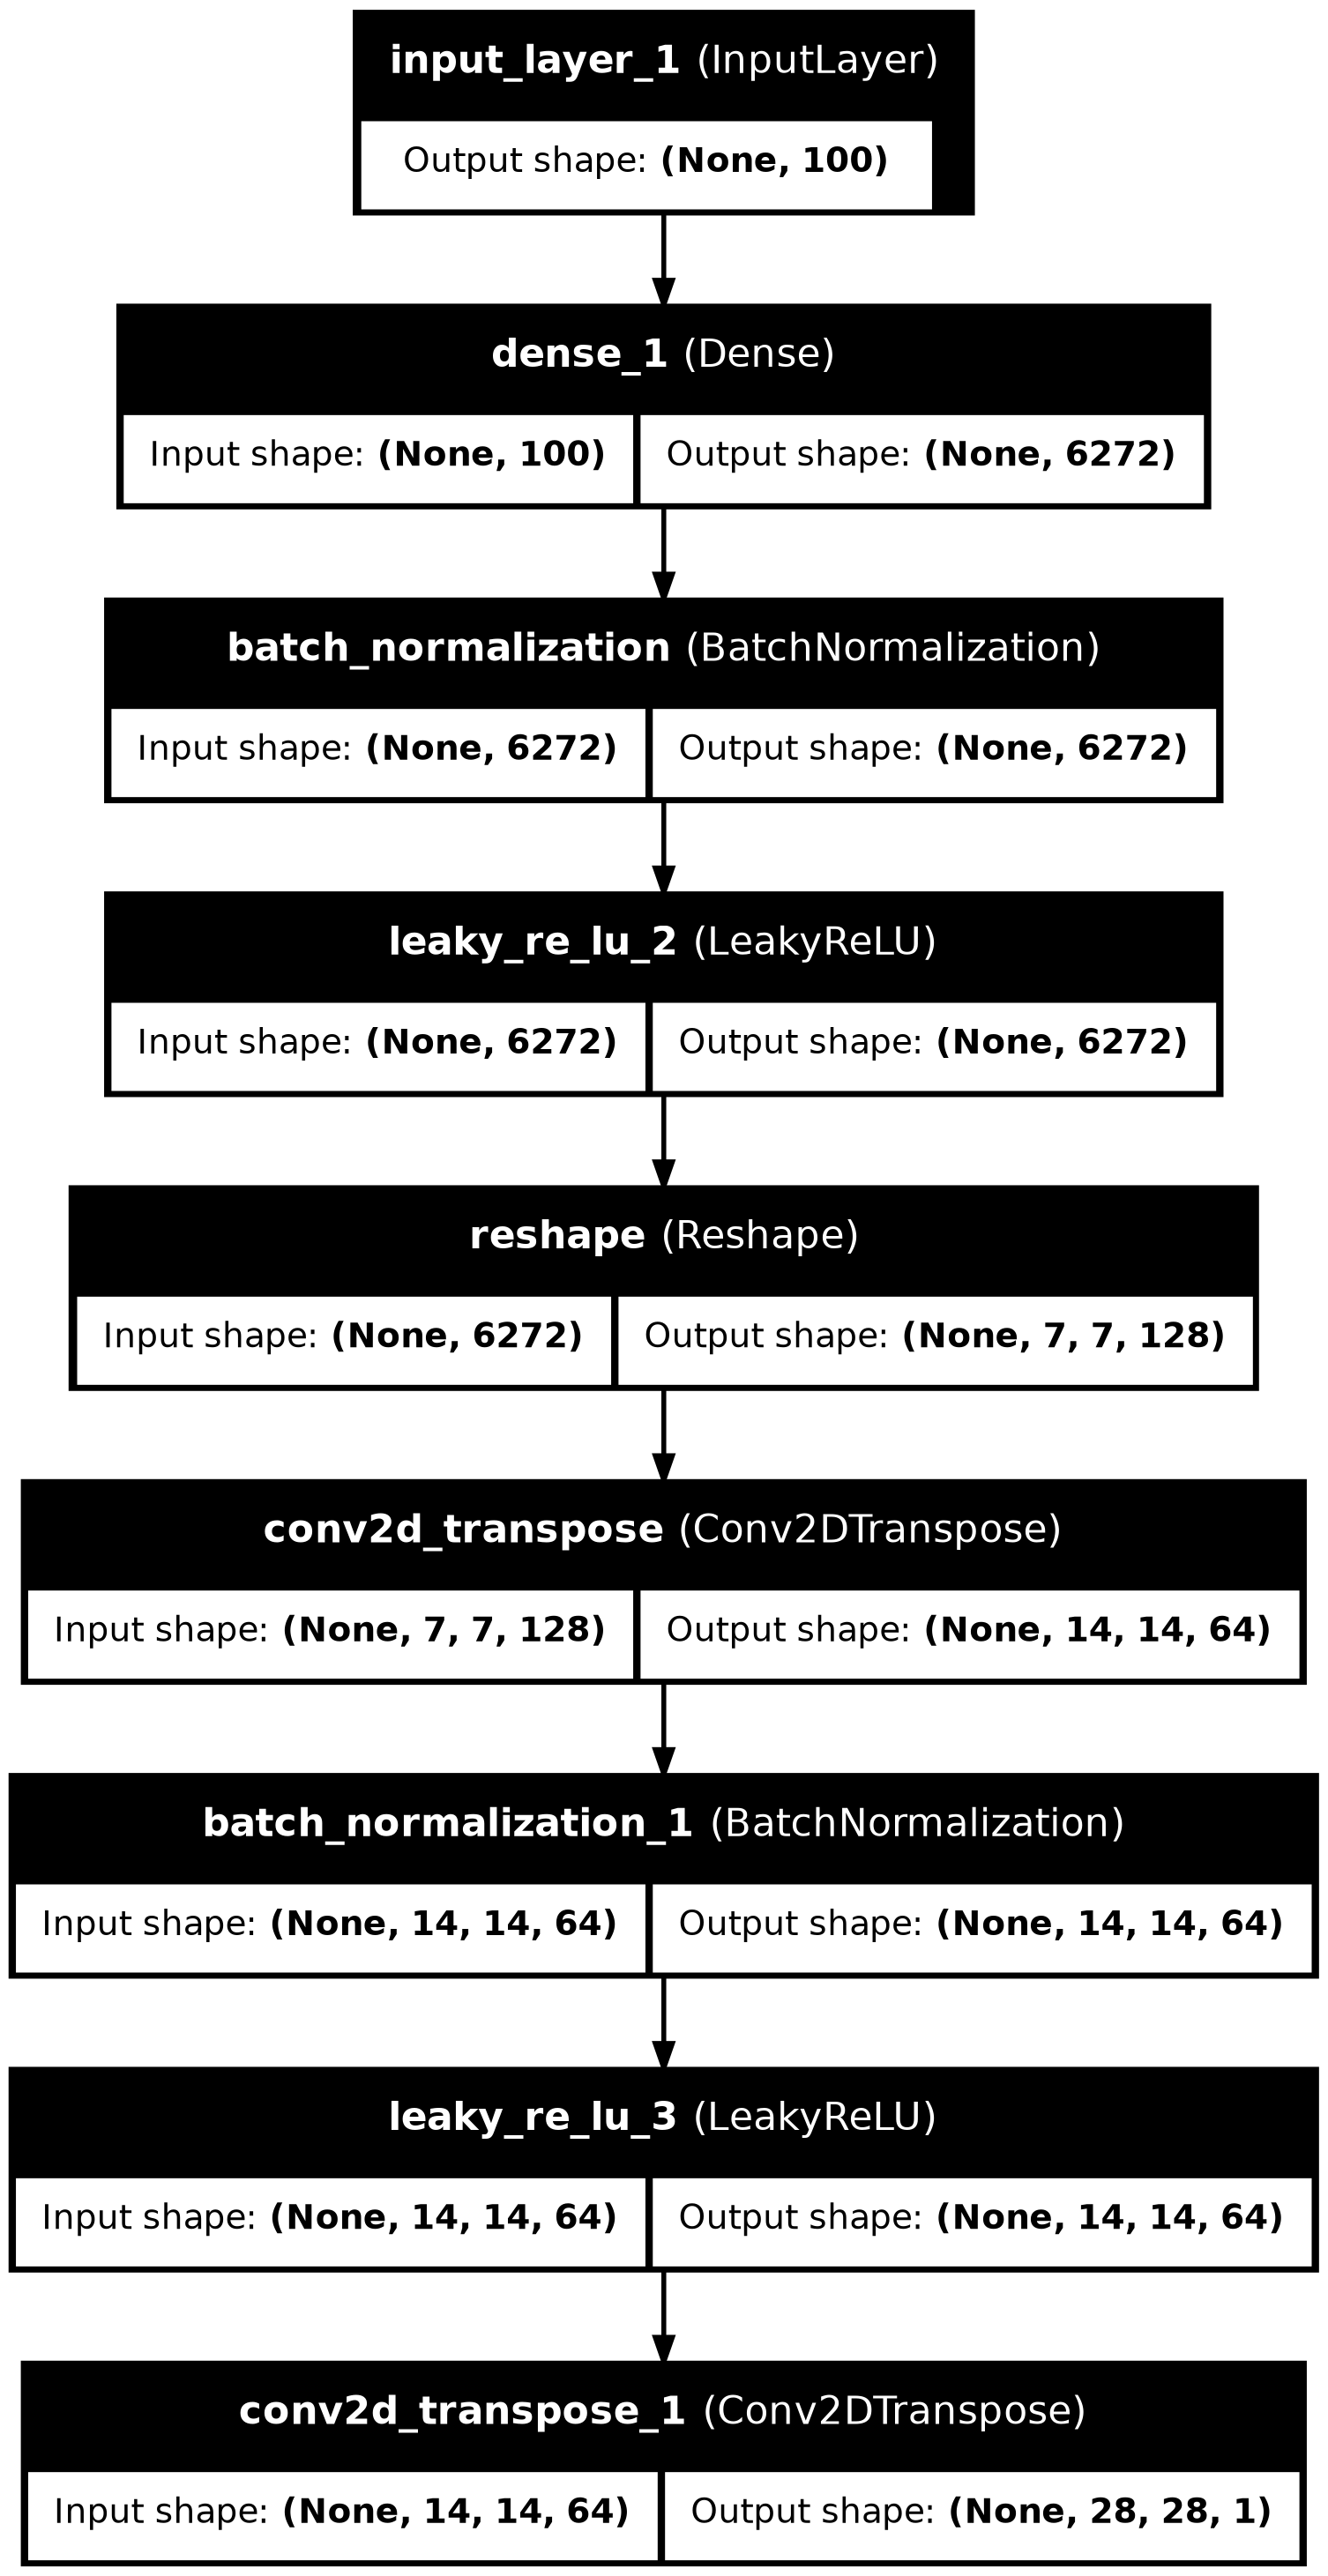 input_layer_1 (InputLayer)
Output shape: (None, 100)
dense_1 (Dense)
Input shape: (None, 100) Output shape: (None, 6272)
batch_normalization (BatchNormalization)
Input shape: (None, 6272) Output shape: (None, 6272)
leaky_re_lu_2 (LeakyReLU)
Input shape: (None, 6272) Output shape: (None, 6272)
reshape (Reshape)
Input shape: (None, 6272) Output shape: (None, 7, 7, 128)
conv2d_transpose (Conv2DTranspose)
Input shape: (None, 7, 7, 128) Output shape: (None, 14, 14, 64)
batch_normalization_1 (BatchNormalization)
Input shape: (None, 14, 14, 64) Output shape: (None, 14, 14, 64)
leaky_re_lu_3 (LeakyReLU)
Input shape: (None, 14, 14, 64) Output shape: (None, 14, 14, 64)
conv2d_transpose_1 (Conv2DTranspose)
Input shape: (None, 14, 14, 64) Output shape: (None, 28, 28, 1)